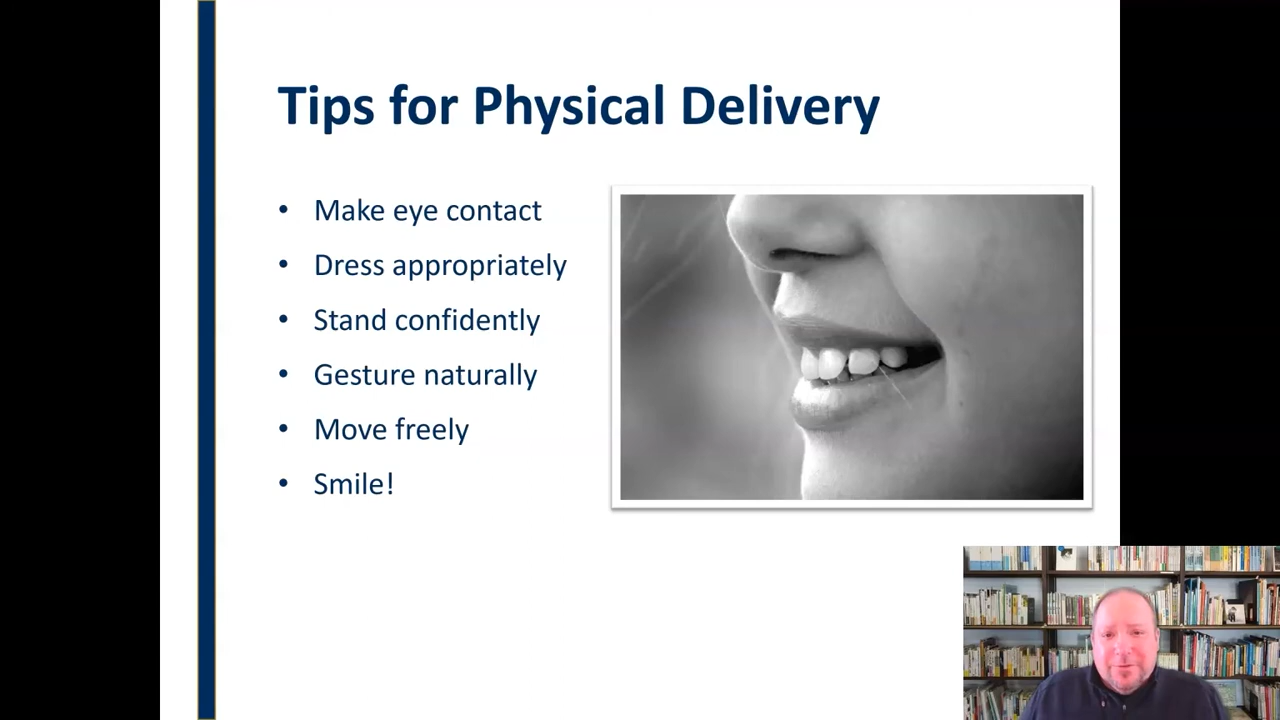 Tips for Physical Delivery
• Make eye contact
• Dress appropriately
• Stand confidently
• Gesture naturally
• Move freely
• Smile!